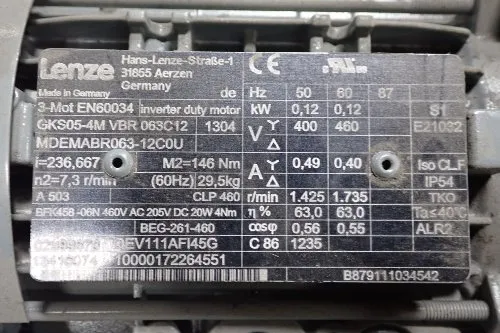 Lenze
Hans-Lenze-Straße-1
31855 Aerzen
Germany
Made in Germany
de Hz 50 60 87
3-Mot EN60034 inverter duty motor kW 0,12 0,12 S1
GKS05-4M VBR 063C12 1304 V Y 400 460 E21032
MDEMABR063-12C0U
i=236,667 M2=146 Nm A Y 0,49 0,40 Iso CL.F
n2=7,3 r/min (60Hz) 29,5kg IP54
A 503 CLP 460 r/min 1.425 1.735 TKO
BFK458 -06N 460V AC 205V DC 20W 4Nm η % 63,0 63,0 Ta≤40°C
BEG-261-460 cosφ 0,56 0,55 ALR2
EV111AFI45G C 86 1235
10000172264551 B879111034542